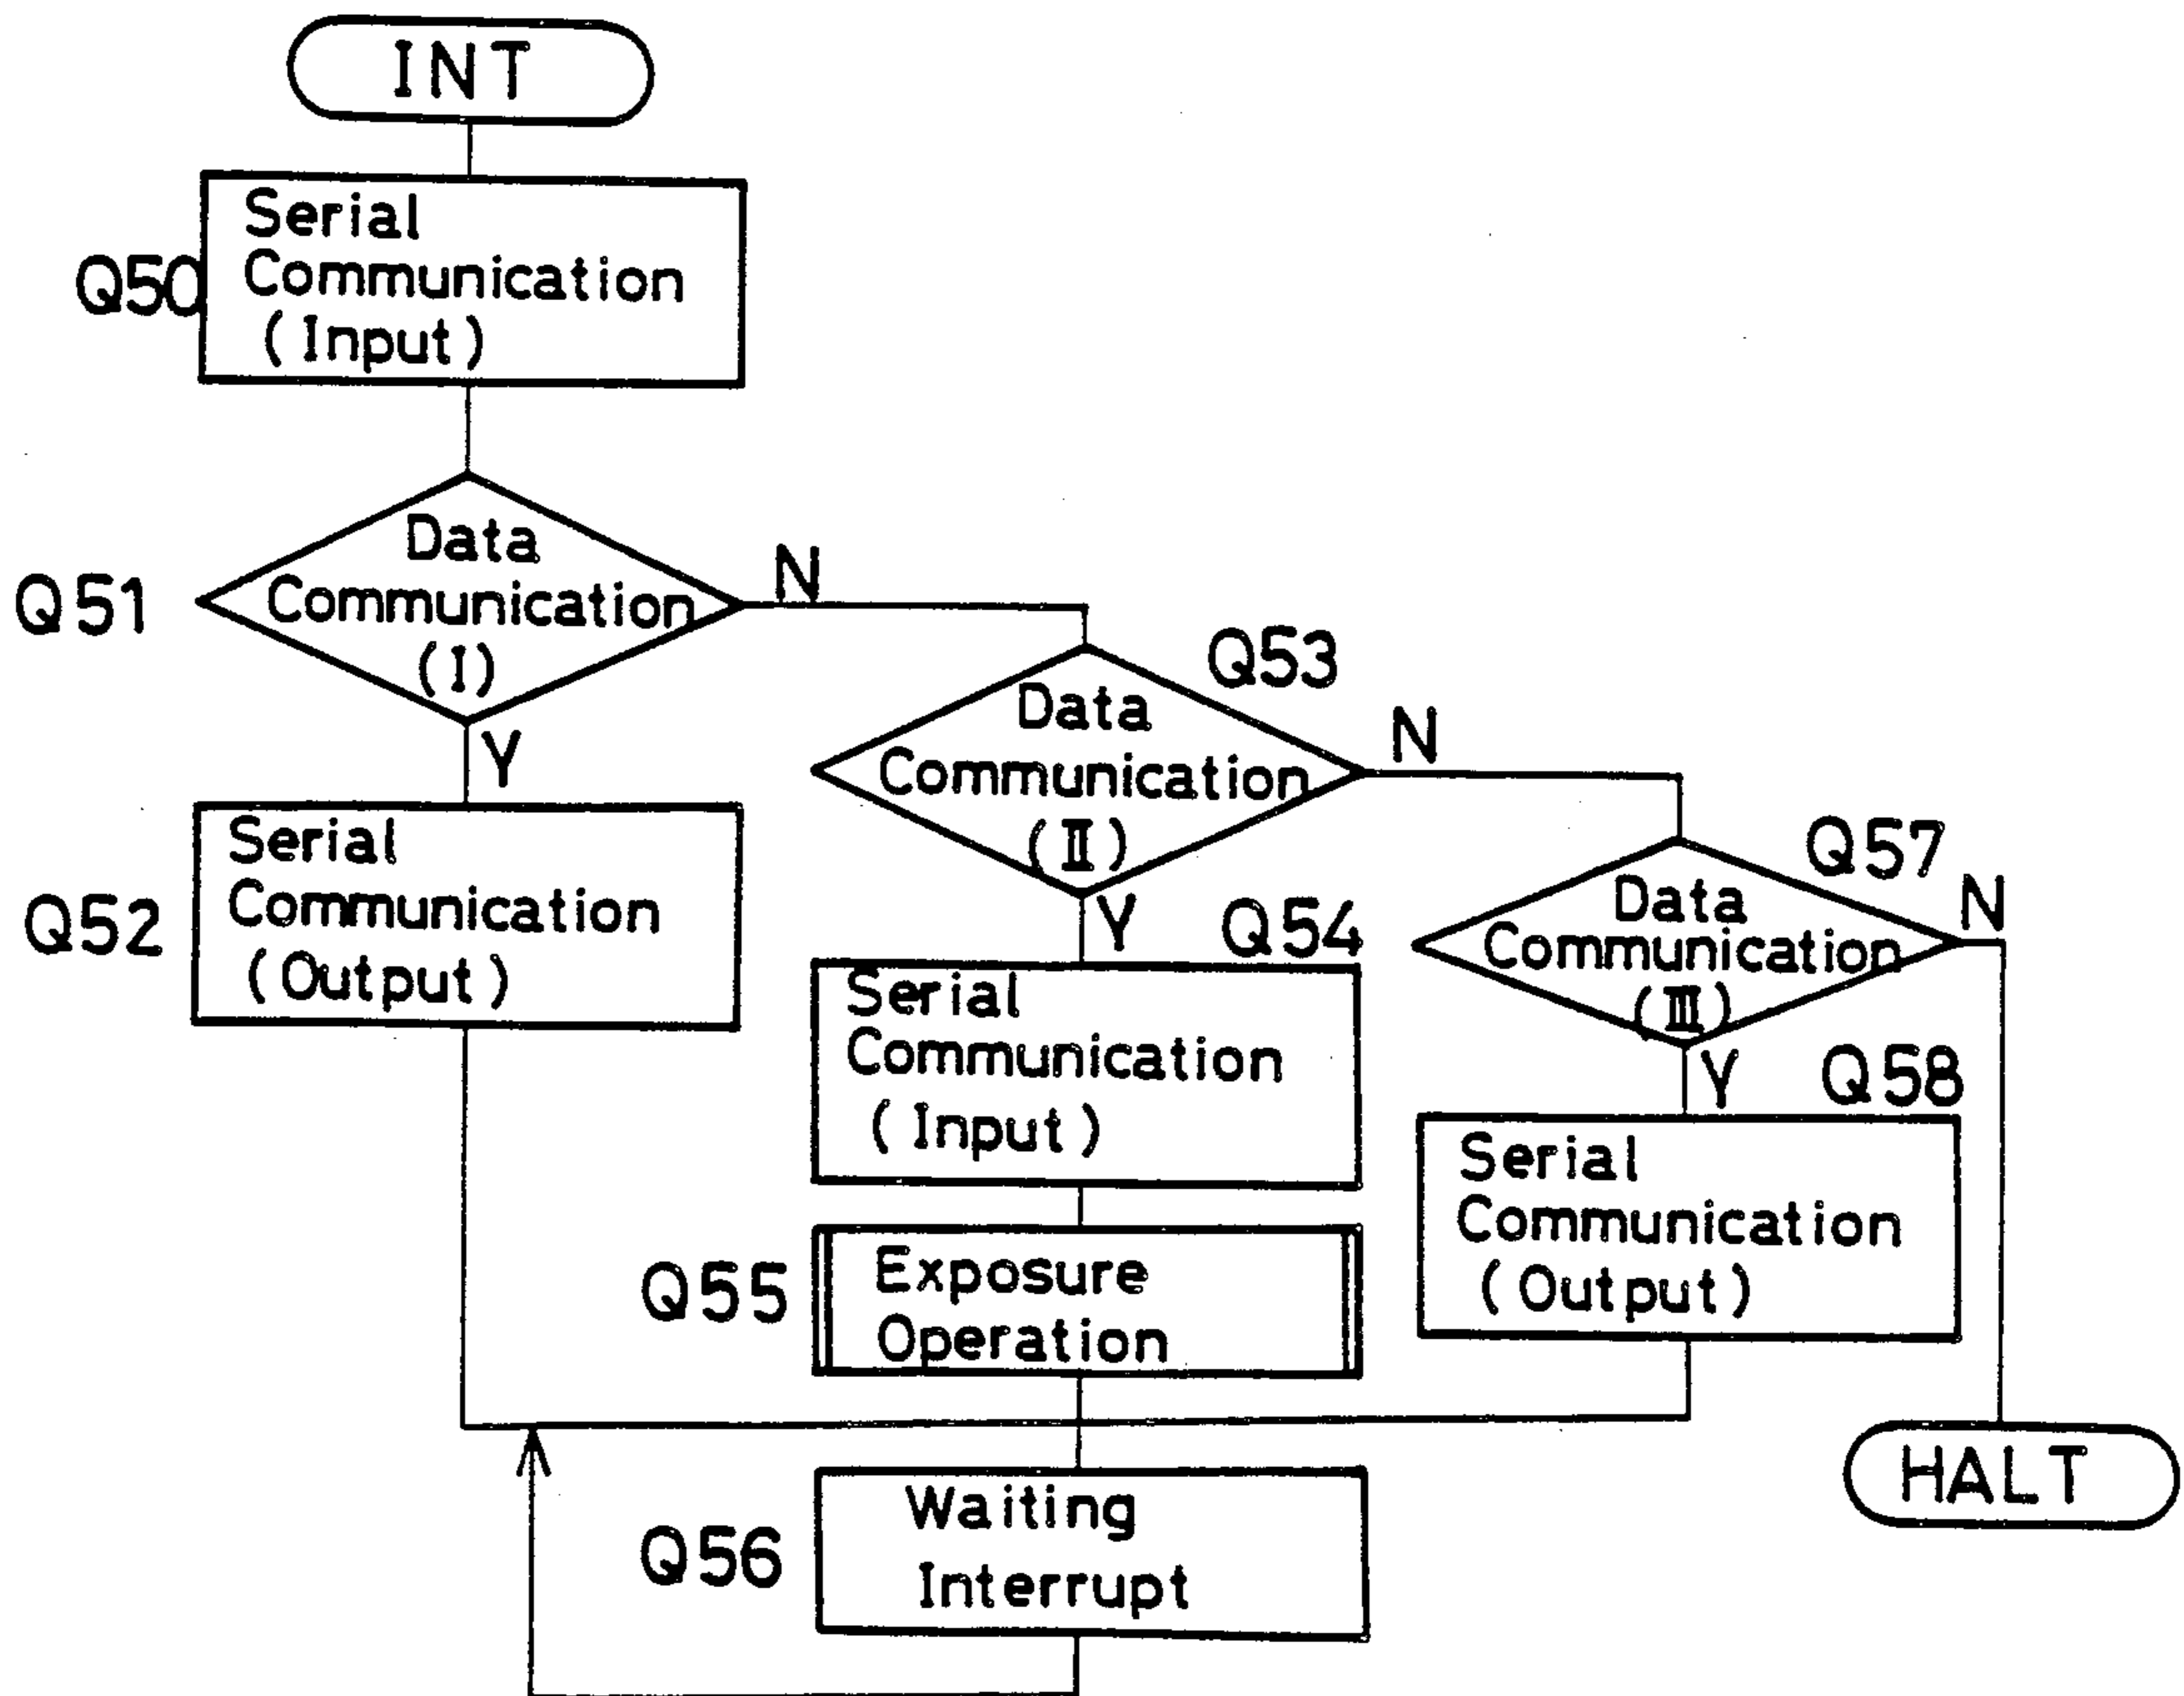 INT
Q50
Serial
Communication
(Input)
Q51
Data
Communication
(I)
N
Y
Q52
Serial
Communication
(Output)
Q53
Data
Communication
(II)
N
Y
Q54
Serial
Communication
(Input)
Q55
Exposure
Operation
Q56
Waiting
Interrupt
Q57
Data
Communication
(III)
N
Y
Q58
Serial
Communication
(Output)
HALT